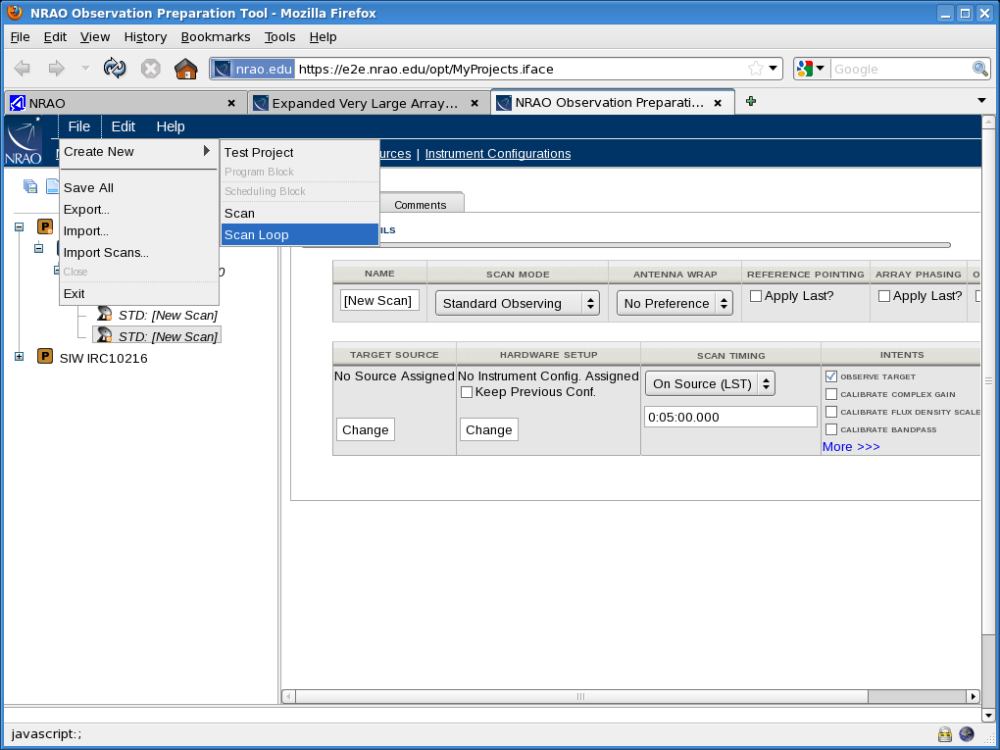 NRAO Observation Preparation Tool - Mozilla Firefox
File Edit View History Bookmarks Tools Help
nrao.edu https://e2e.nrao.edu/opt/MyProjects.iface Google
NRAO Expanded Very Large Array... NRAO Observation Preparati...
NRAO File Edit Help
Instrument Configurations
Create New
Save All
Export...
Import...
Import Scans...
Close
Exit
Test Project
Program Block
Scheduling Block
Scan
Scan Loop
STD: [New Scan]
STD: [New Scan]
SIW IRC10216
Comments
NAME SCAN MODE ANTENNA WRAP REFERENCE POINTING ARRAY PHASING
[New Scan] Standard Observing No Preference Apply Last? Apply Last?
TARGET SOURCE HARDWARE SETUP SCAN TIMING INTENTS
No Source Assigned No Instrument Config. Assigned On Source (LST) OBSERVE TARGET
Keep Previous Conf. CALIBRATE COMPLEX GAIN
0:05:00.000 CALIBRATE FLUX DENSITY SCALE
Change Change CALIBRATE BANDPASS
More >>>
javascript:;